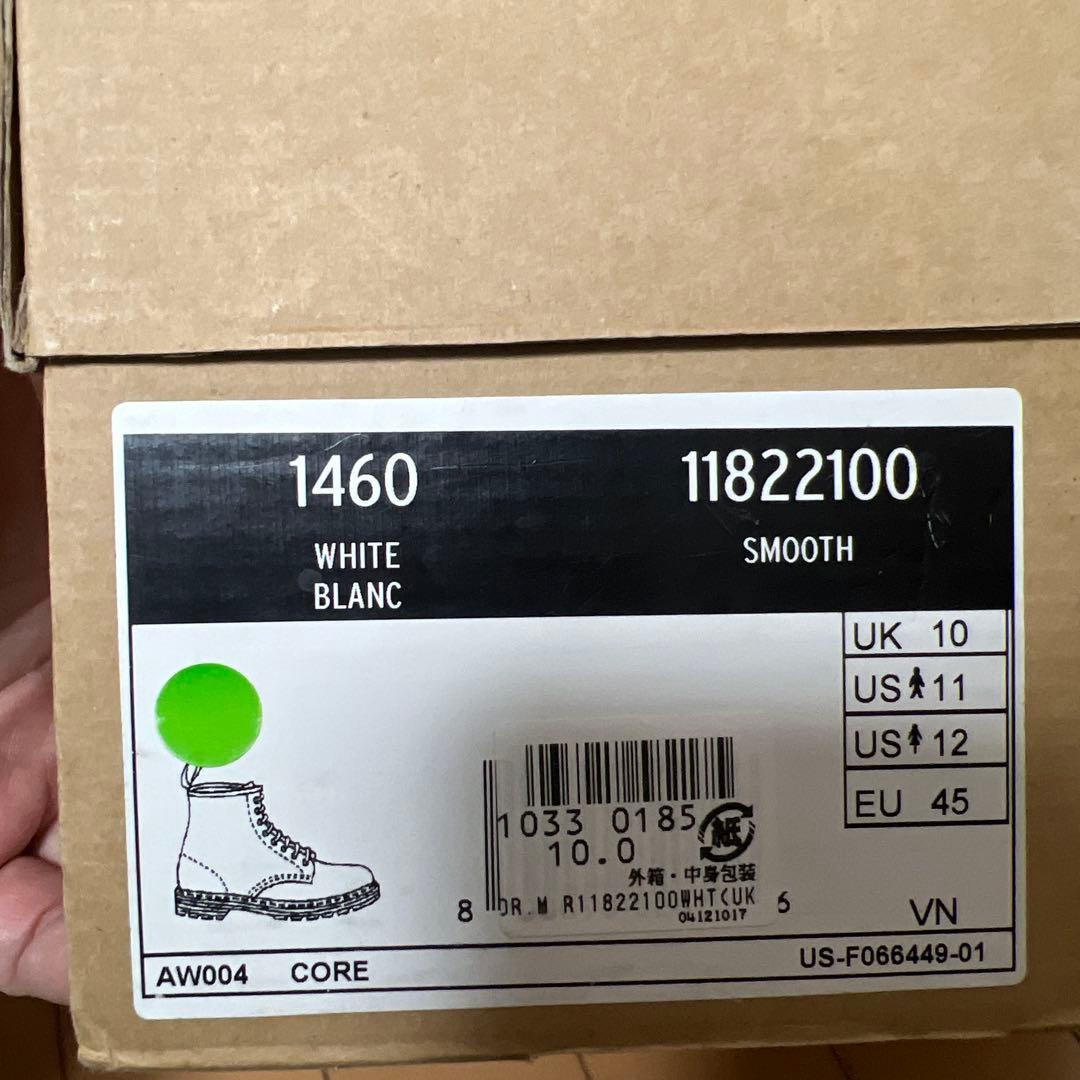 1460
11822100
WHITE
BLANC
SMOOTH
UK 10
US 11
US 12
EU 45
1033 0185
10.0
紙
外箱・中身包装
DR.M R11822100WHT(UK
04121017
8
6
VN
US-F066449-01
AW004 CORE